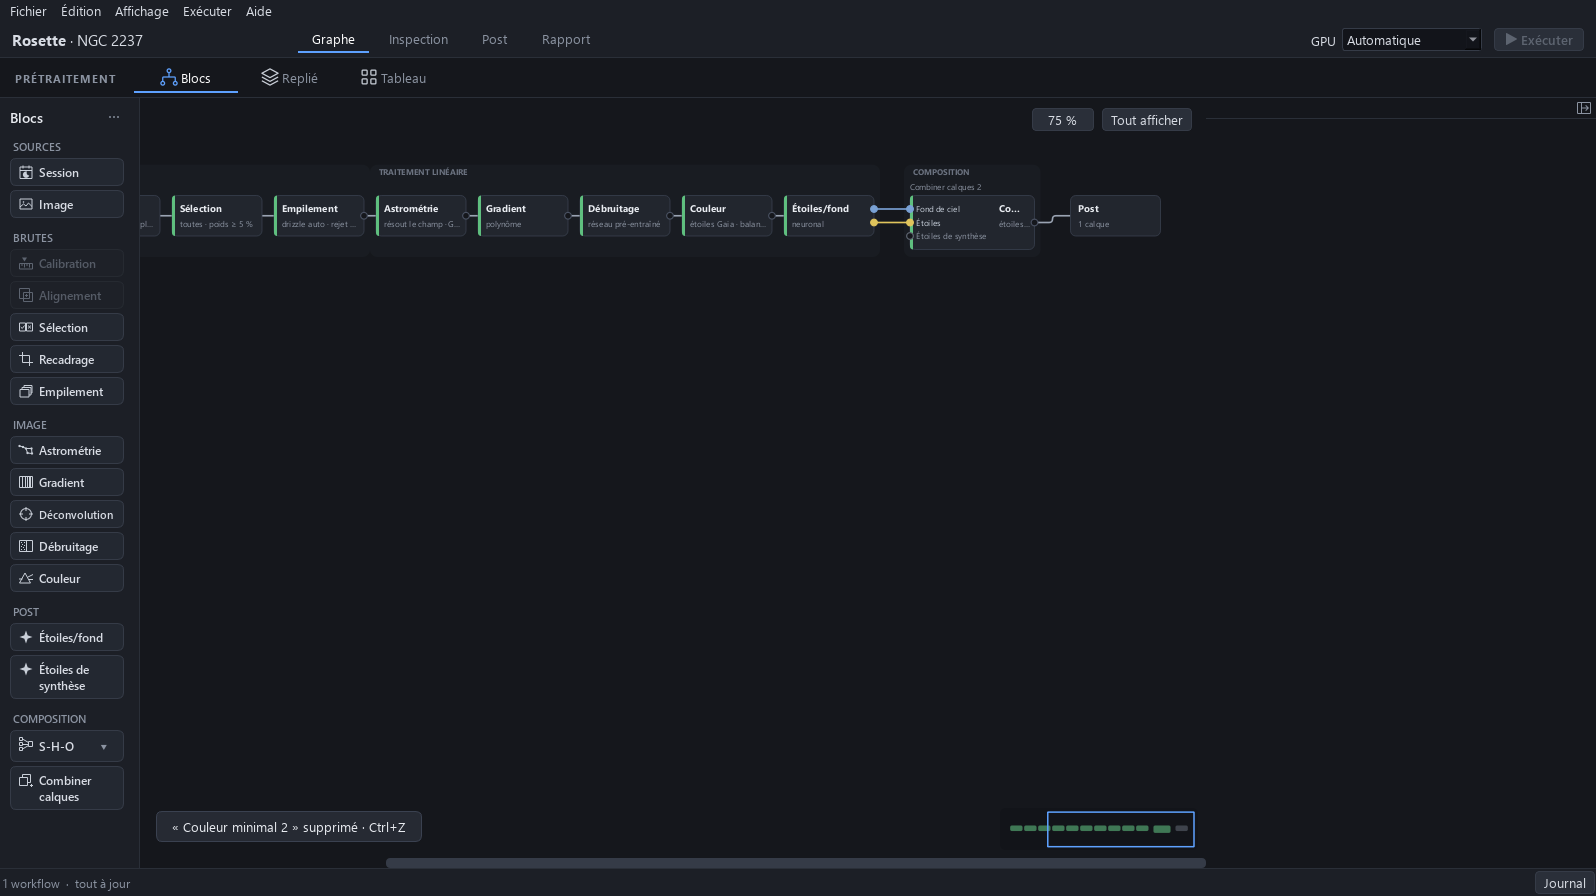 Fichier Édition Affichage Exécuter Aide
Rosette · NGC 2237
Graphe Inspection Post Rapport
GPU Automatique Exécuter
PRÉTRAITEMENT Blocs Replié Tableau
Blocs ···
75 % Tout afficher
SOURCES
Session
Image
BRUTES
Calibration
Alignement
Sélection
Recadrage
Empilement
IMAGE
Astrométrie
Gradient
Déconvolution
Débruitage
Couleur
POST
Étoiles/fond
Étoiles de
synthèse
COMPOSITION
S-H-O
Combiner
calques
TRAITEMENT LINÉAIRE
COMPOSITION
Combiner calques 2
pl...
Sélection
toutes · poids ≥ 5 %
Empilement
drizzle auto · rejet ...
Astrométrie
résout le champ · G...
Gradient
polynôme
Débruitage
réseau pré-entraîné
Couleur
étoiles Gaia · balan...
Étoiles/fond
neuronal
Fond de ciel
Étoiles
Étoiles de synthèse
Co...
étoiles...
Post
1 calque
« Couleur minimal 2 » supprimé · Ctrl+Z
1 workflow · tout à jour
Journal